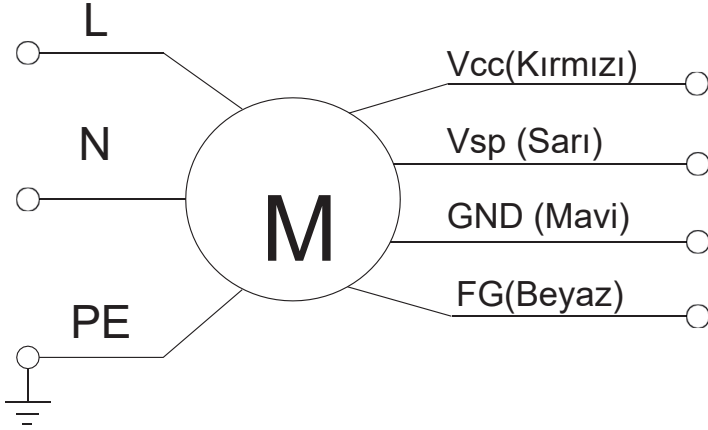 L
N
PE
M
Vcc(Kırmızı)
Vsp (Sarı)
GND (Mavi)
FG(Beyaz)